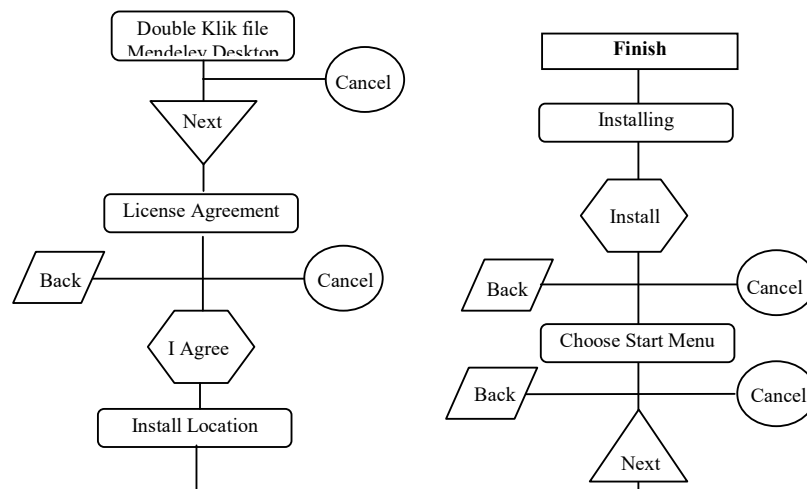 Double Klik file
Mendeley Desktop
Cancel
Next
License Agreement
Back
Cancel
I Agree
Install Location
Finish
Installing
Install
Back
Cancel
Choose Start Menu
Back
Cancel
Next